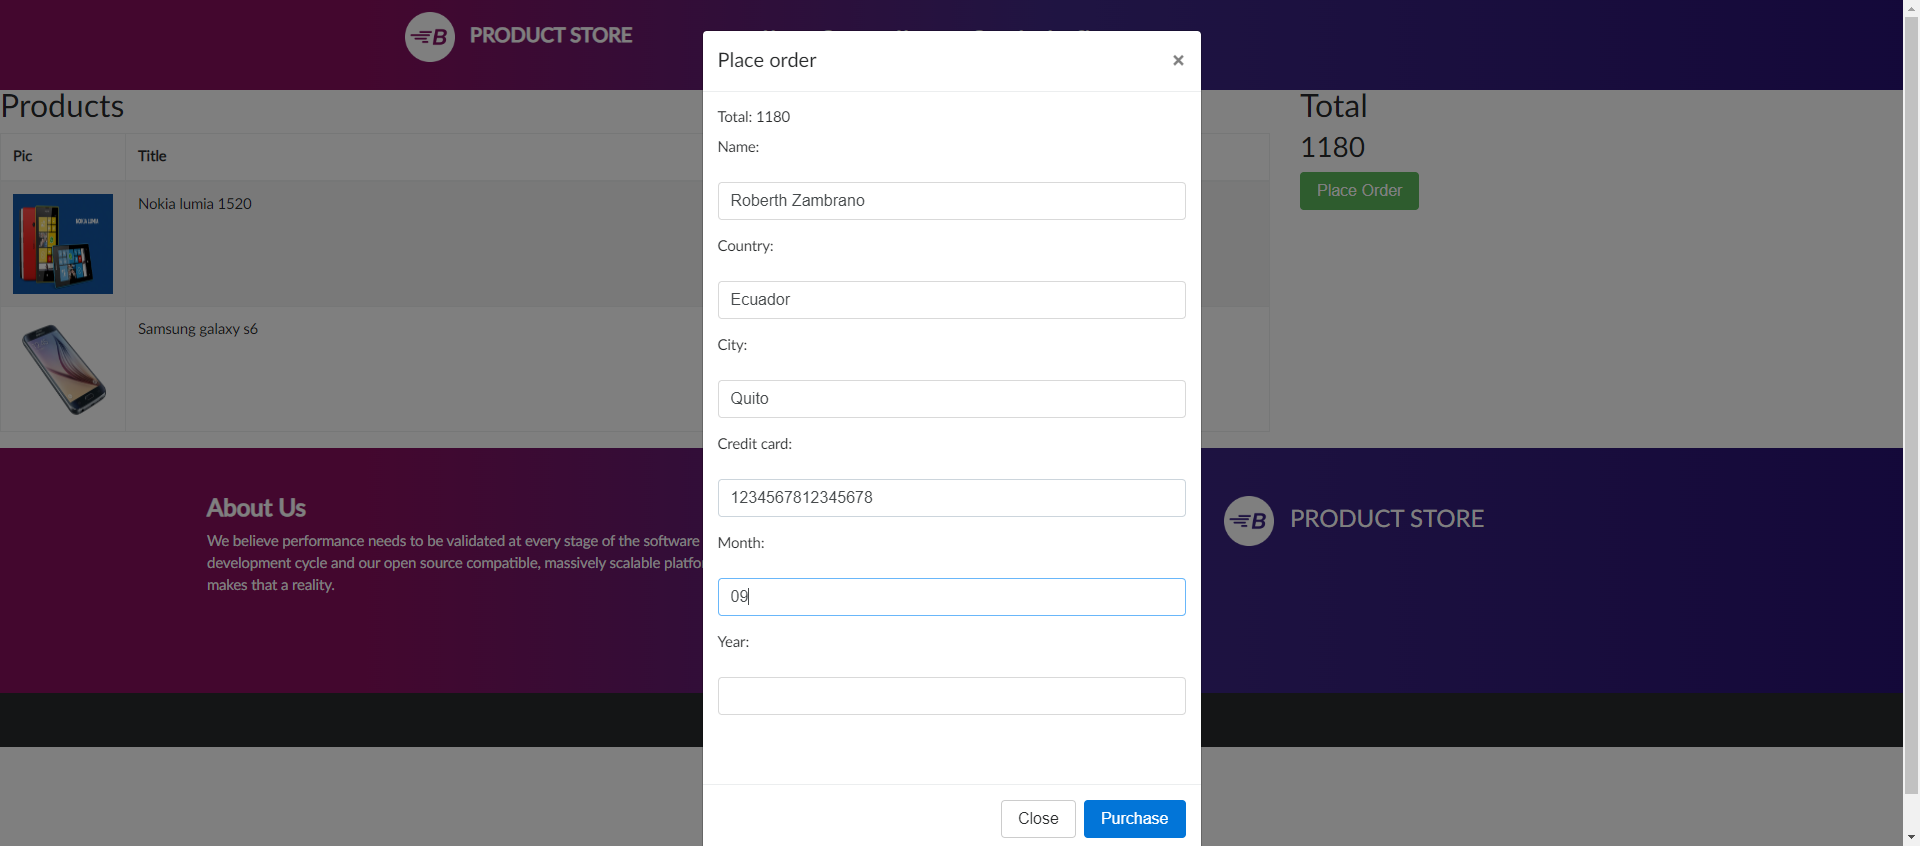 PRODUCT STORE
Place order
×
Products
Total
Total: 1180
1180
Name:
Pic
Title
Place Order
Roberth Zambrano
Nokia lumia 1520
NOKIA LUMIA
Country:
Ecuador
Samsung galaxy s6
City:
Quito
Credit card:
1234567812345678
About Us
PRODUCT STORE
We believe performance needs to be validated at every stage of the software
development cycle and our open source compatible, massively scalable platfo
makes that a reality.
Month:
09
Year:
Close
Purchase